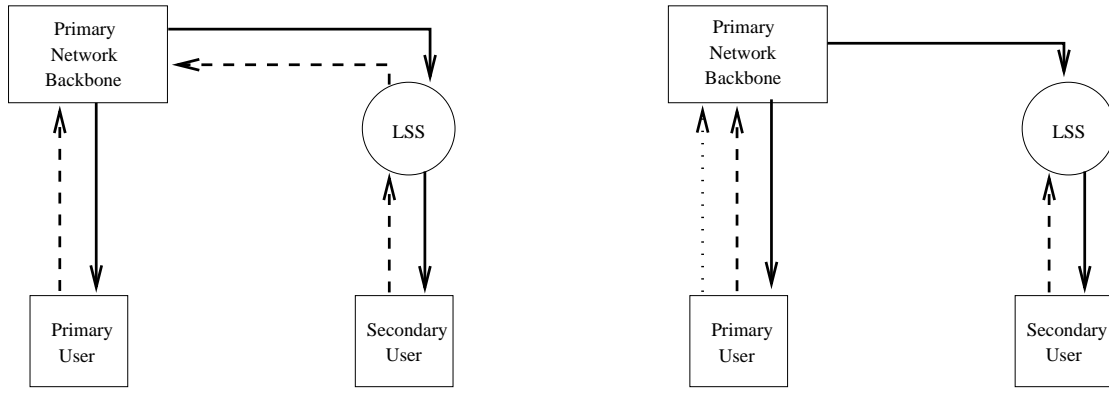 Primary
Network
Backbone
LSS
Primary
User
Secondary
User
Primary
Network
Backbone
LSS
Primary
User
Secondary
User